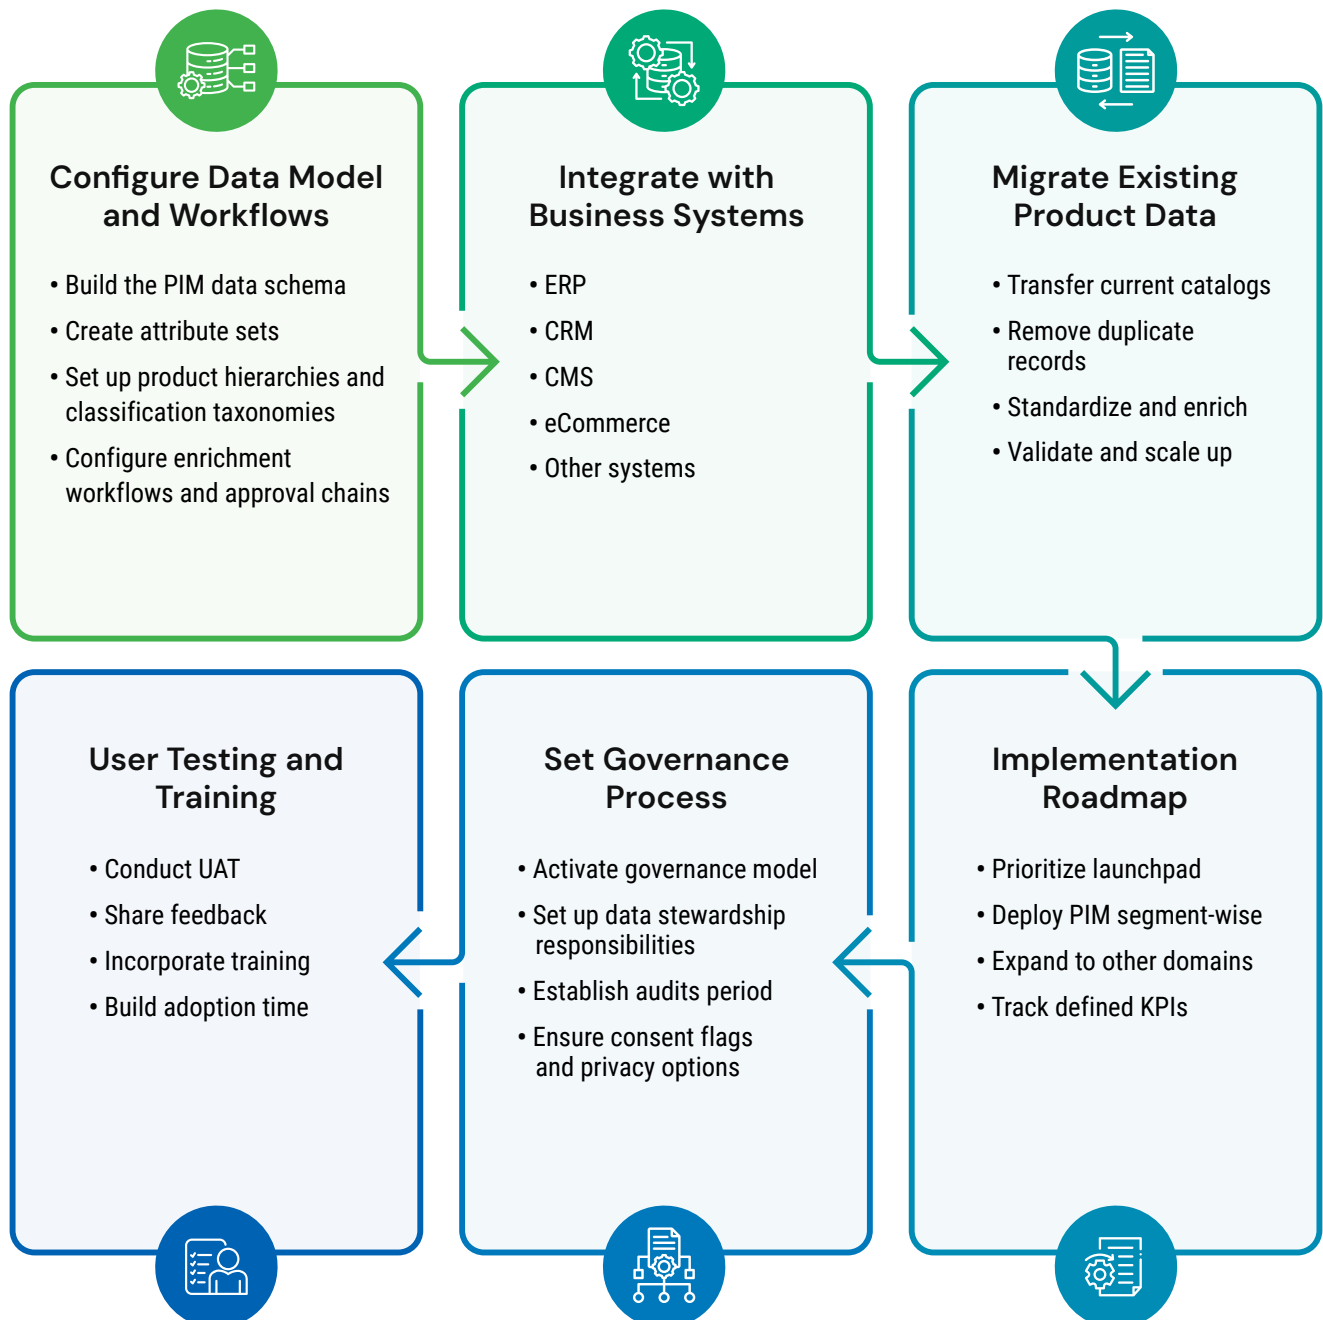 Configure Data Model
and Workflows
• Build the PIM data schema
• Create attribute sets
• Set up product hierarchies and
classification taxonomies
• Configure enrichment
workflows and approval chains
Integrate with
Business Systems
• ERP
• CRM
• CMS
• eCommerce
• Other systems
Migrate Existing
Product Data
• Transfer current catalogs
• Remove duplicate
records
• Standardize and enrich
• Validate and scale up
Implementation
Roadmap
• Prioritize launchpad
• Deploy PIM segment-wise
• Expand to other domains
• Track defined KPIs
Set Governance
Process
• Activate governance model
• Set up data stewardship
responsibilities
• Establish audits period
• Ensure consent flags
and privacy options
User Testing and
Training
• Conduct UAT
• Share feedback
• Incorporate training
• Build adoption time